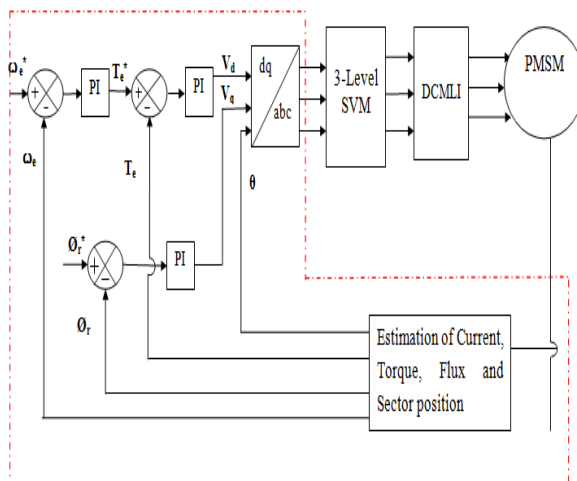 ωe*
Te*
Vd
Vq
PI
PI
dq
abc
3-Level
SVM
DCMLI
PMSM
+
-
+
-
ωe
Te
θ
Ør*
+
-
PI
Ør
Estimation of Current,
Torque, Flux and
Sector position